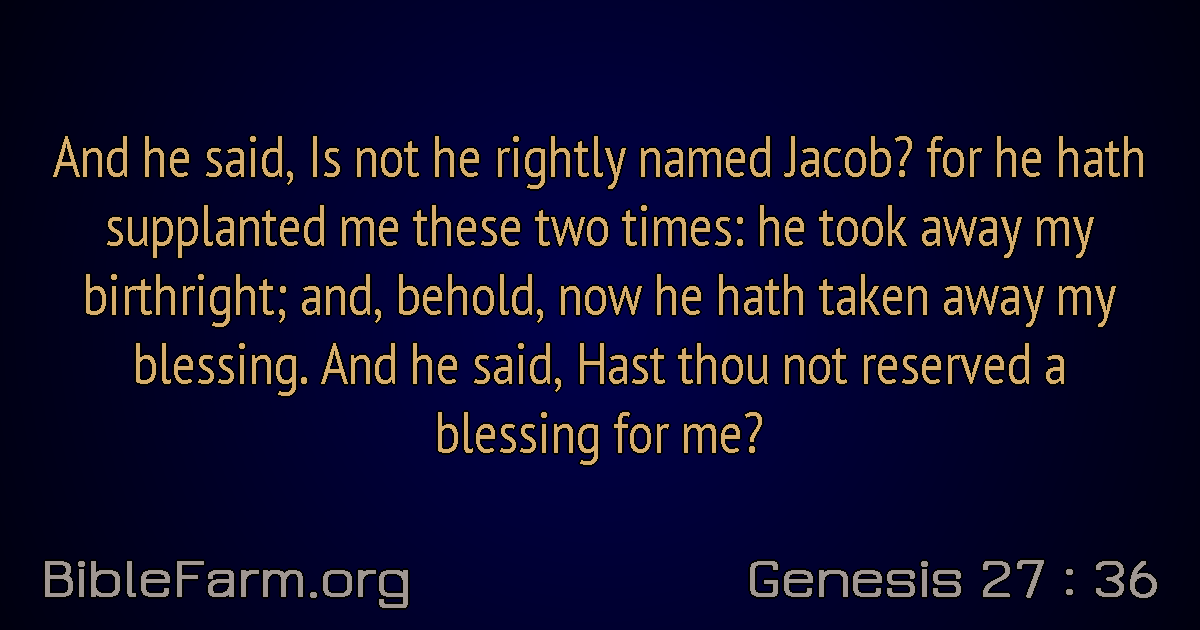 And he said, Is not he rightly named Jacob? for he hath
supplanted me these two times: he took away my
birthright; and, behold, now he hath taken away my
blessing. And he said, Hast thou not reserved a
blessing for me?
BibleFarm.org
Genesis 27 : 36